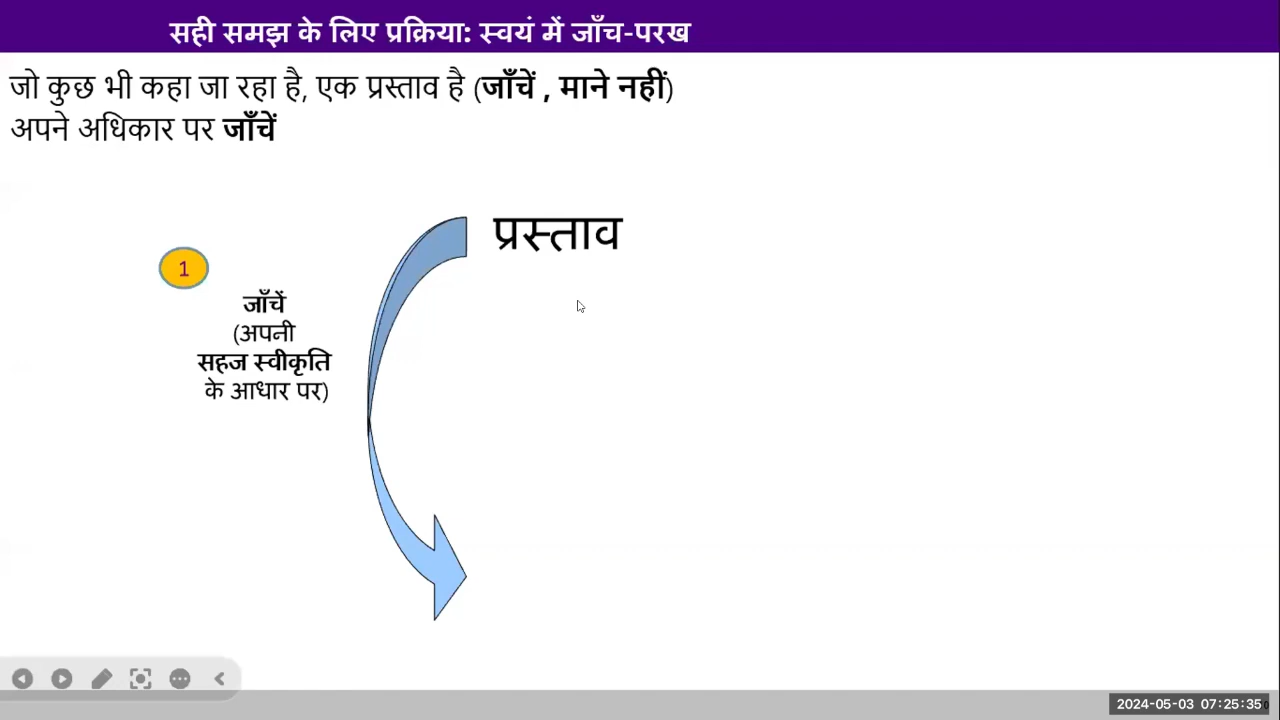 सही समझ के लिए प्रक्रिया: स्वयं में जाँच-परख
जो कुछ भी कहा जा रहा है, एक प्रस्ताव है (जाँचें , माने नहीं)
अपने अधिकार पर जाँचें
प्रस्ताव
1
जाँचें
(अपनी
सहज स्वीकृति
के आधार पर)
2024-05-03 07:25:35